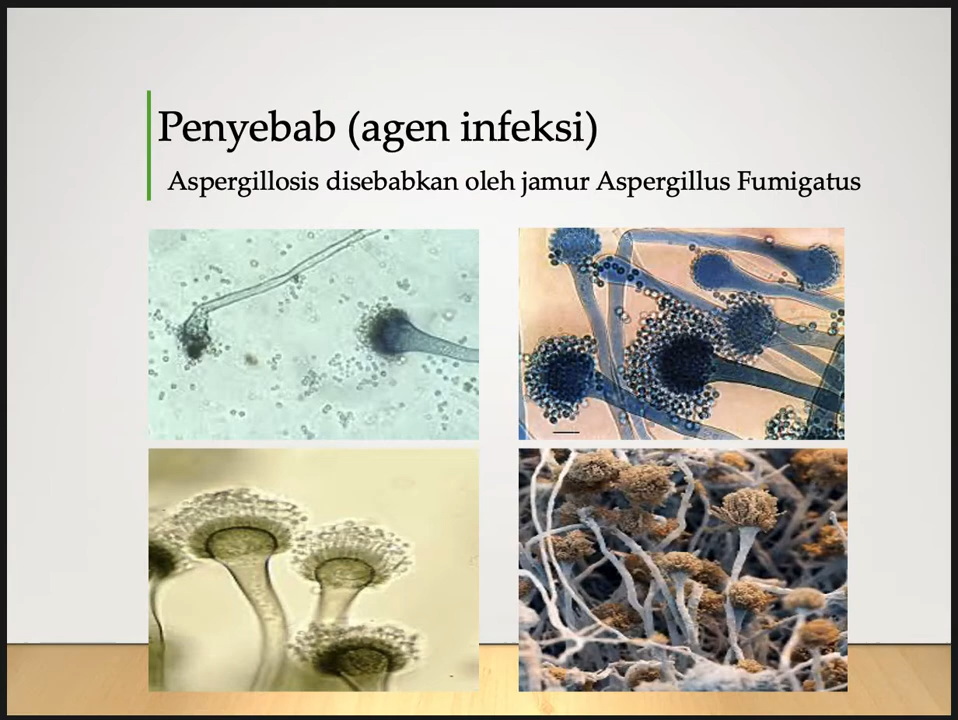 Penyebab (agen infeksi)
Aspergillosis disebabkan oleh jamur Aspergillus Fumigatus